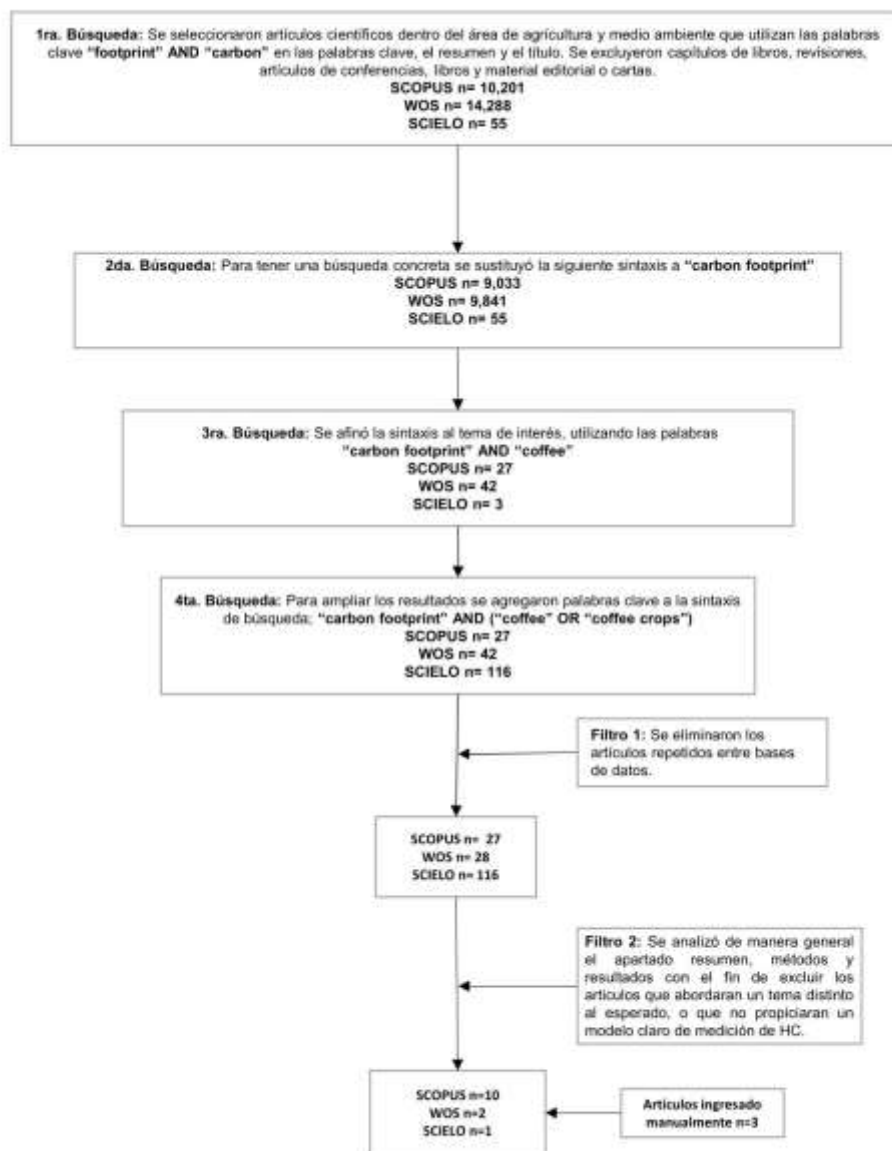 1ra. Búsqueda: Se seleccionaron artículos científicos dentro del área de agricultura y medio ambiente que utilizan las palabras
clave “footprint” AND “carbon” en las palabras clave, el resumen y el título. Se excluyeron capítulos de libros, revisiones,
artículos de conferencias, libros y material editorial o cartas.
SCOPUS n= 10,201
WOS n= 14,288
SCIELO n= 55
2da. Búsqueda: Para tener una búsqueda concreta se sustituyó la siguiente sintaxis a “carbon footprint”
SCOPUS n= 9,033
WOS n= 9,841
SCIELO n= 55
3ra. Búsqueda: Se afinó la sintaxis al tema de interés, utilizando las palabras
“carbon footprint” AND “coffee”
SCOPUS n= 27
WOS n= 42
SCIELO n= 3
4ta. Búsqueda: Para ampliar los resultados se agregaron palabras clave a la sintaxis
de búsqueda; “carbon footprint” AND (“coffee” OR “coffee crops”)
SCOPUS n= 27
WOS n= 42
SCIELO n= 116
Filtro 1: Se eliminaron los
artículos repetidos entre bases
de datos.
SCOPUS n= 27
WOS n= 28
SCIELO n= 116
Filtro 2: Se analizó de manera general
el apartado resumen, métodos y
resultados con el fin de excluir los
artículos que abordaran un tema distinto
al esperado, o que no propiciaran un
modelo claro de medición de HC.
SCOPUS n=10
WOS n=2
SCIELO n=1
Artículos ingresado
manualmente n=3